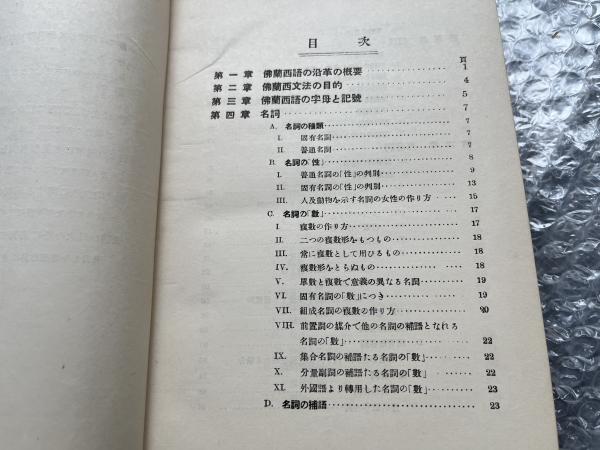 目次
頁
第一章 佛蘭西語の沿革の概要 1
第二章 佛蘭西文法の目的 4
第三章 佛蘭西語の字母と記號 5
第四章 名詞 7
A. 名詞の種類 7
I. 固有名詞 7
II. 普通名詞 7
B. 名詞の「性」 8
I. 普通名詞の「性」の判別 9
II. 固有名詞の「性」の判別 13
III. 人及動物を示す名詞の女性の作り方 15
C. 名詞の「數」 17
I 複數の作り方 17
II. 二つの複數形をもつもの 18
III. 常に複數として用ひるもの 18
IV. 複數形をとらぬもの 18
V. 單數と複數で意義の異なる名詞 19
VI. 固有名詞の「數」につき 19
VII. 組成名詞の複數の作り方 20
VIII. 前置詞の媒介で他の名詞の補語となれる
名詞の「數」 22
IX. 集合名詞の補語たる名詞の「數」 22
X. 分量副詞の補語たる名詞の「數」 22
XI. 外國語より轉用した名詞の「數」 23
D. 名詞の補語 23